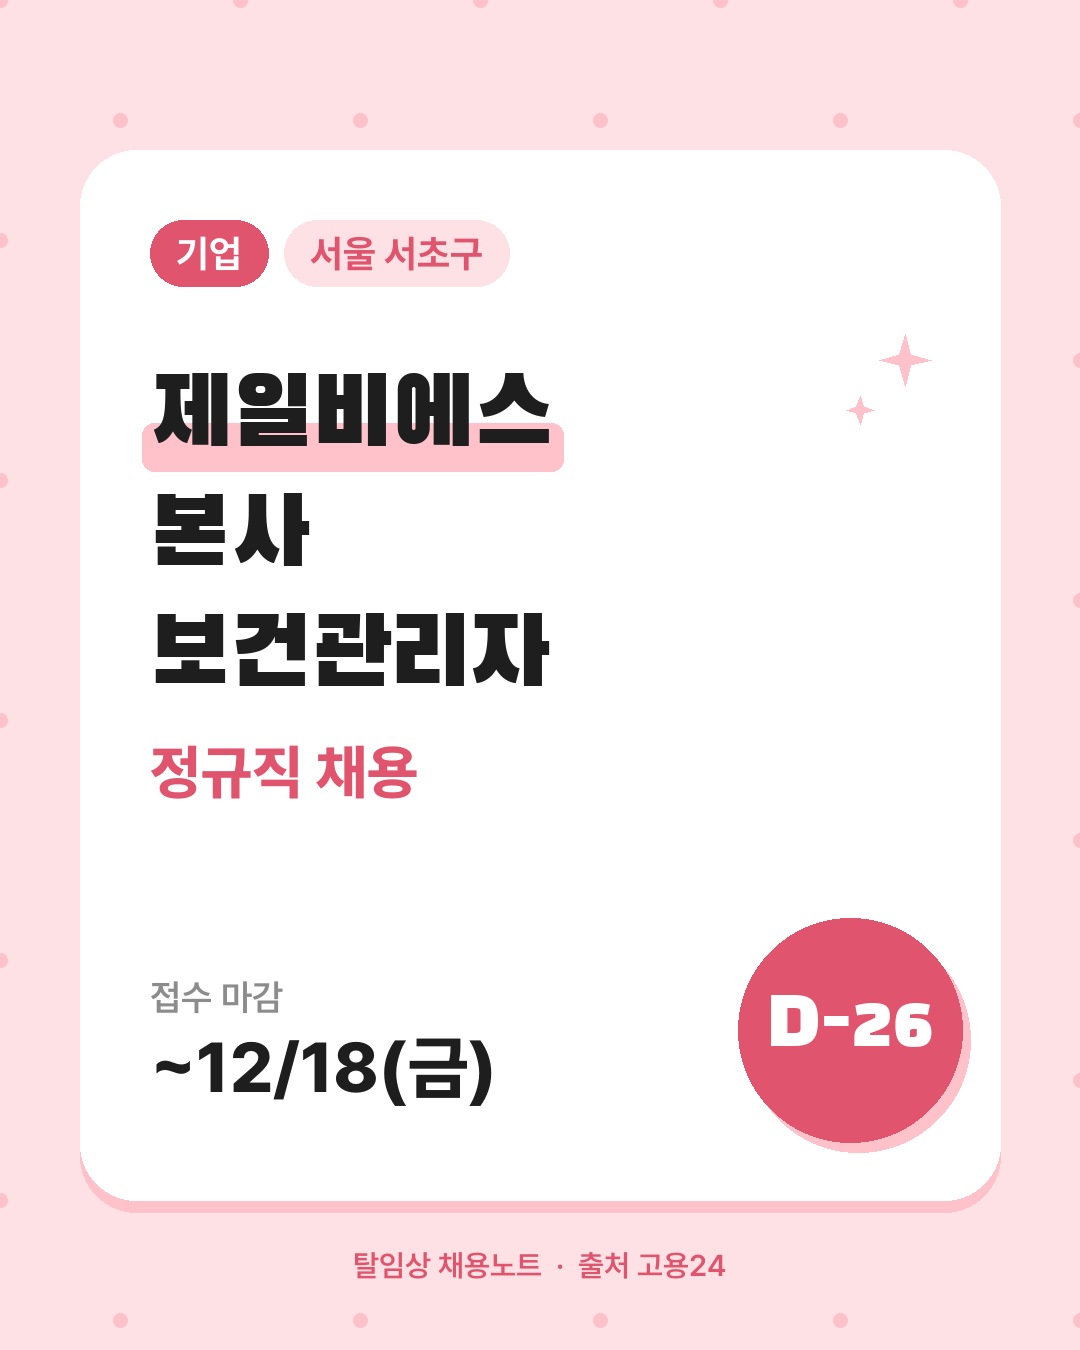 기업 서울 서초구
제일비에스
본사
보건관리자
정규직 채용
접수 마감
~12/18(금)
D-26
탈임상 채용노트 · 출처 고용24